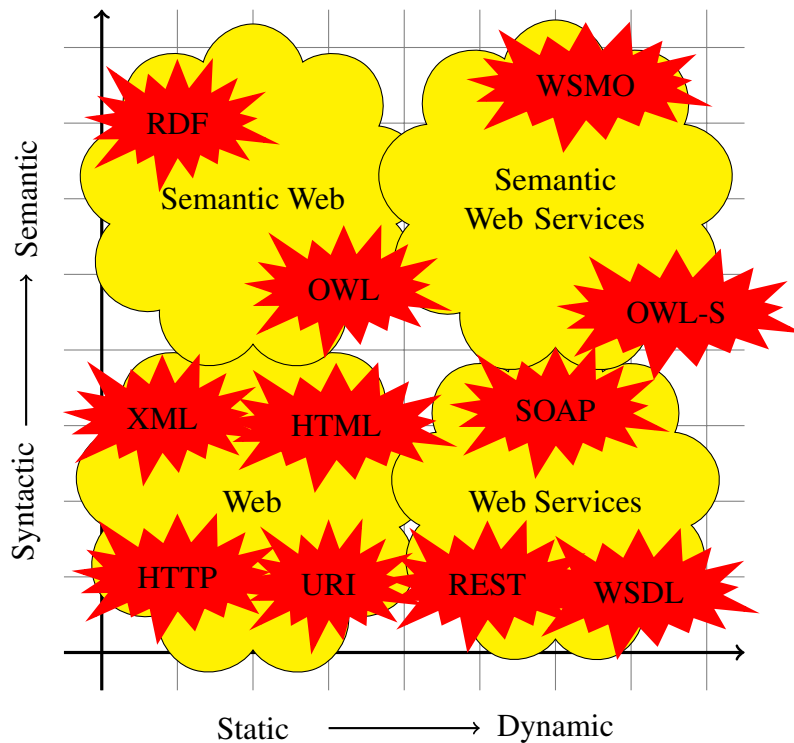 WSMO
RDF
Semantic
Web Services
Semantic Web
OWL
OWL-S
Syntactic
Semantic
XML
HTML
SOAP
Web
Web Services
HTTP
URI
REST
WSDL
Static
Dynamic